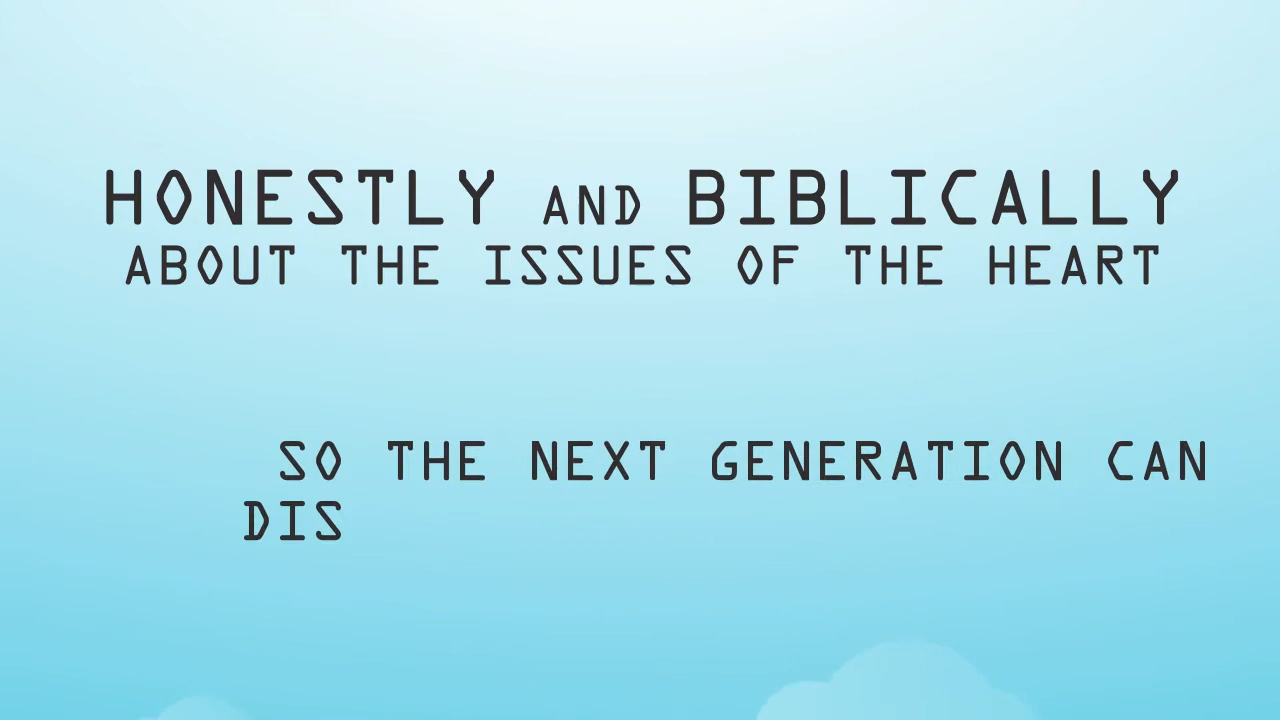 HONESTLY AND BIBLICALLY
ABOUT THE ISSUES OF THE HEART
SO THE NEXT GENERATION CAN
DIS